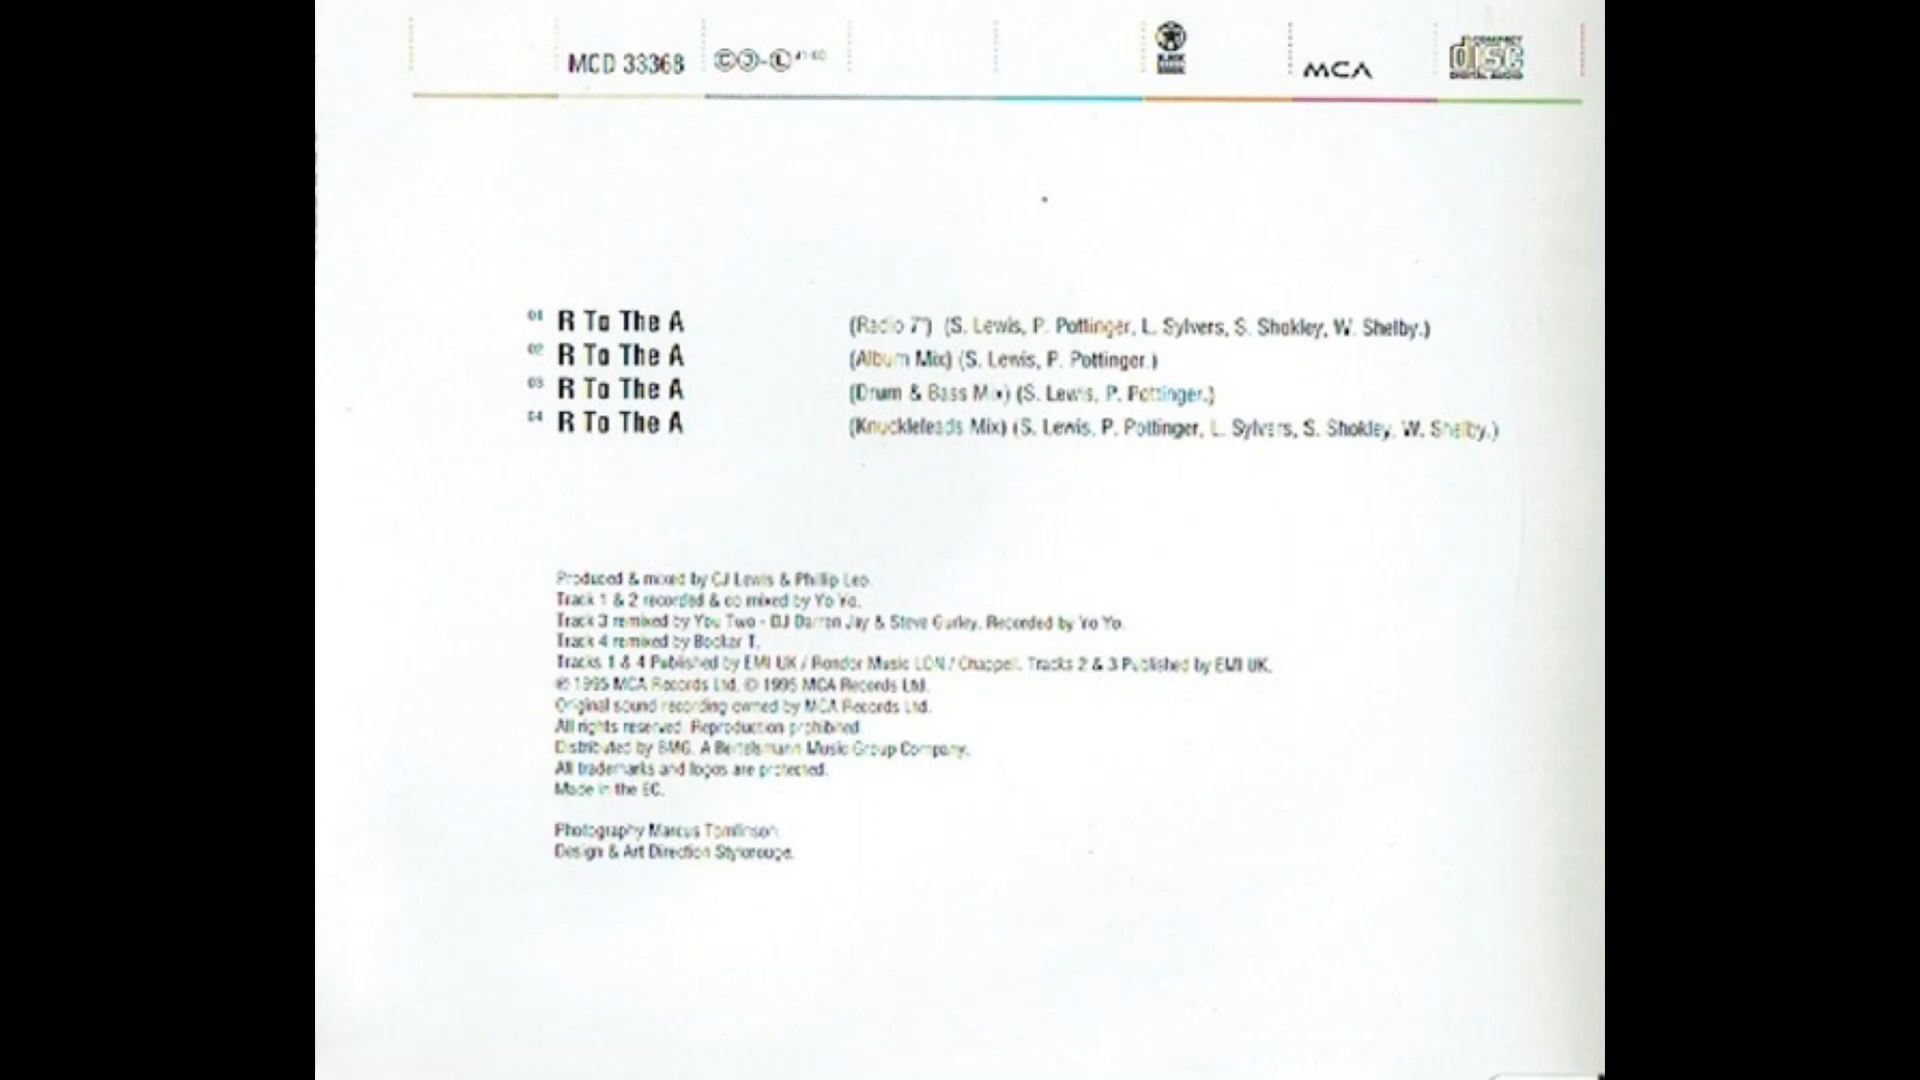 MCD 33368
MCA
COMPACT
disc
DIGITAL AUDIO
01 R To The A (Radio 7") (S. Lewis, P. Pottinger, L. Sylvers, S. Shokley, W. Shelby.)
02 R To The A (Album Mix) (S. Lewis, P. Pottinger.)
03 R To The A (Drum & Bass Mix) (S. Lewis, P. Pottinger.)
04 R To The A (Knuckleleads Mix) (S. Lewis, P. Pottinger, L. Sylvers, S. Shokley, W. Shelby.)
Produced & mixed by CJ Lewis & Phillip Leo.
Track 1 & 2 recorded & co mixed by Yo Yo.
Track 3 remixed by You Two - DJ Darren Jay & Steve Gurley. Recorded by Yo Yo.
Track 4 remixed by Booker T.
Tracks 1 & 4 Published by EMI UK / Rondor Music LON / Chappell. Tracks 2 & 3 Published by EMI UK.
℗ 1995 MCA Records Ltd. © 1995 MCA Records Ltd.
Original sound recording owned by MCA Records Ltd.
All rights reserved. Reproduction prohibited.
Distributed by BMG. A Bertelsmann Music Group Company.
All trademarks and logos are protected.
Made in the EC.
Photography Marcus Tomlinson.
Design & Art Direction Stylorouge.